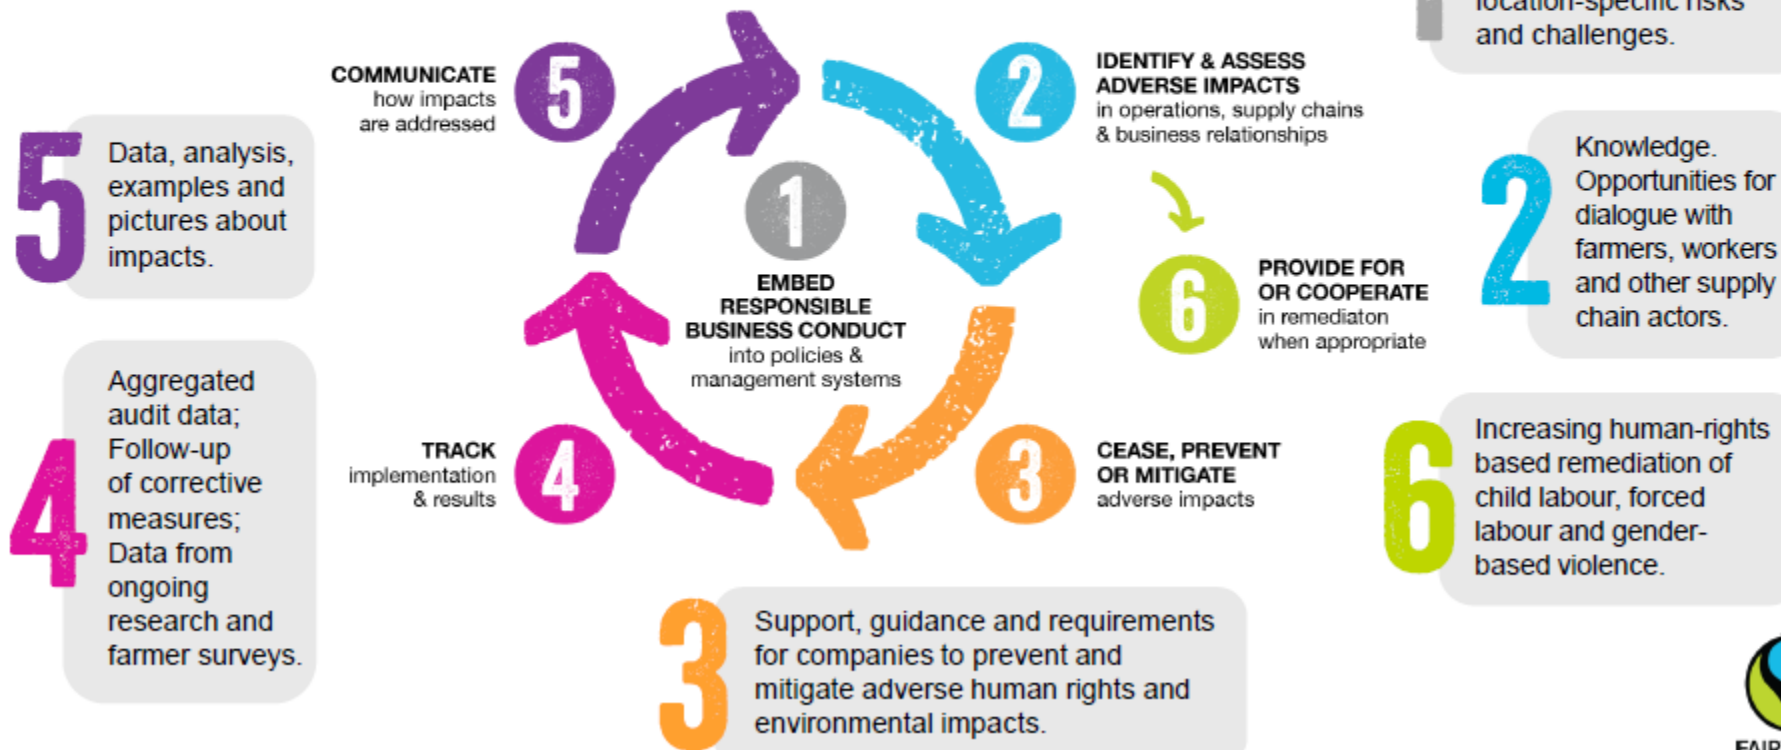 location-specific risks
and challenges.
COMMUNICATE
how impacts
are addressed
5
2
IDENTIFY & ASSESS
ADVERSE IMPACTS
in operations, supply chains
& business relationships
5
Data, analysis,
examples and
pictures about
impacts.
1
EMBED
RESPONSIBLE
BUSINESS CONDUCT
into policies &
management systems
6
PROVIDE FOR
OR COOPERATE
in remediaton
when appropriate
2
Knowledge.
Opportunities for
dialogue with
farmers, workers
and other supply
chain actors.
4
Aggregated
audit data;
Follow-up
of corrective
measures;
Data from
ongoing
research and
farmer surveys.
TRACK
implementation
& results
4
3
CEASE, PREVENT
OR MITIGATE
adverse impacts
6
Increasing human-rights
based remediation of
child labour, forced
labour and gender-
based violence.
3
Support, guidance and requirements
for companies to prevent and
mitigate adverse human rights and
environmental impacts.